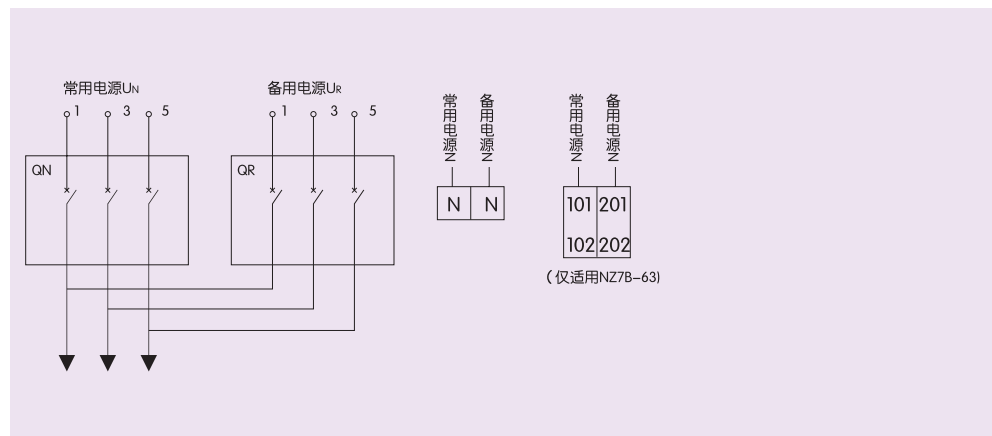 常用电源UN
备用电源UR
1 3 5
1 3 5
QN
QR
常用电源N
备用电源N
N N
常用电源N
备用电源N
101 201
102 202
(仅适用NZ7B-63)